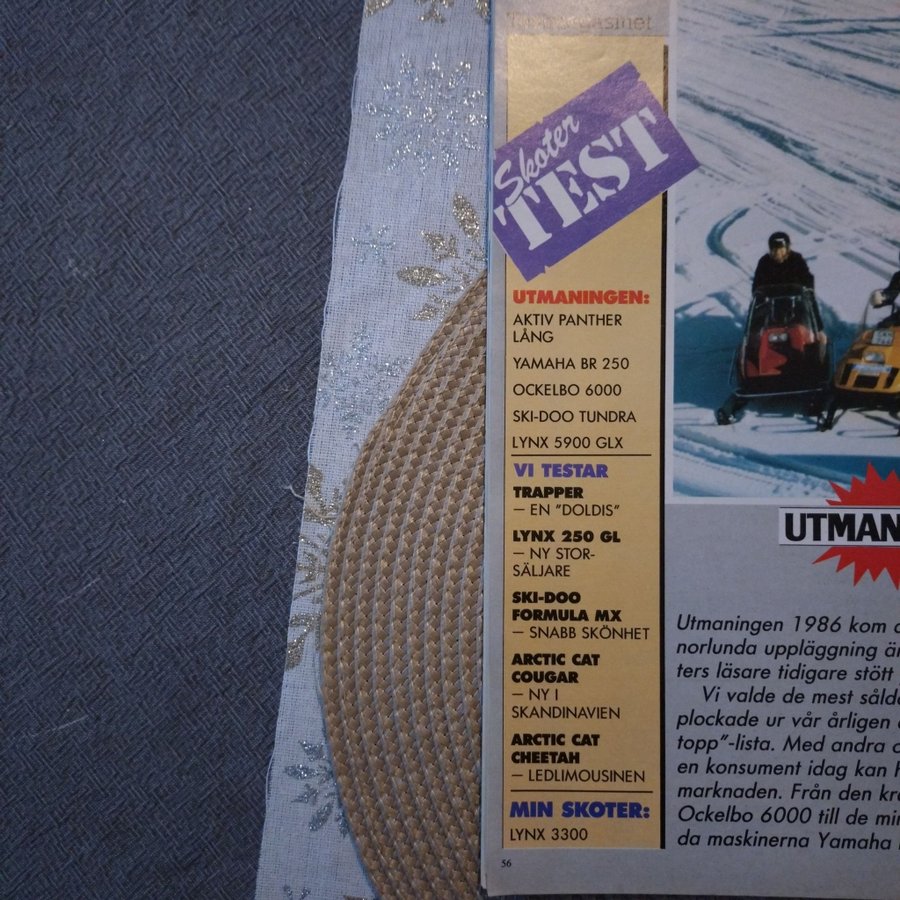 Skoter
TEST
UTMANINGEN:
AKTIV PANTHER
LÅNG
YAMAHA BR 250
OCKELBO 6000
SKI-DOO TUNDRA
LYNX 5900 GLX
VI TESTAR
TRAPPER
– EN ”DOLDIS”
LYNX 250 GL
– NY STOR-
SÄLJARE
SKI-DOO
FORMULA MX
– SNABB SKÖNHET
ARCTIC CAT
COUGAR
– NY I
SKANDINAVIEN
ARCTIC CAT
CHEETAH
– LEDLIMOUSINEN
MIN SKOTER:
LYNX 3300
56
UTMAN
Utmaningen 1986 kom
norlunda uppläggning än
ters läsare tidigare stött
Vi valde de mest sålda
plockade ur vår årligen
topp”-lista. Med andra
en konsument idag kan
marknaden. Från den
Ockelbo 6000 till de
da maskinerna Yamaha